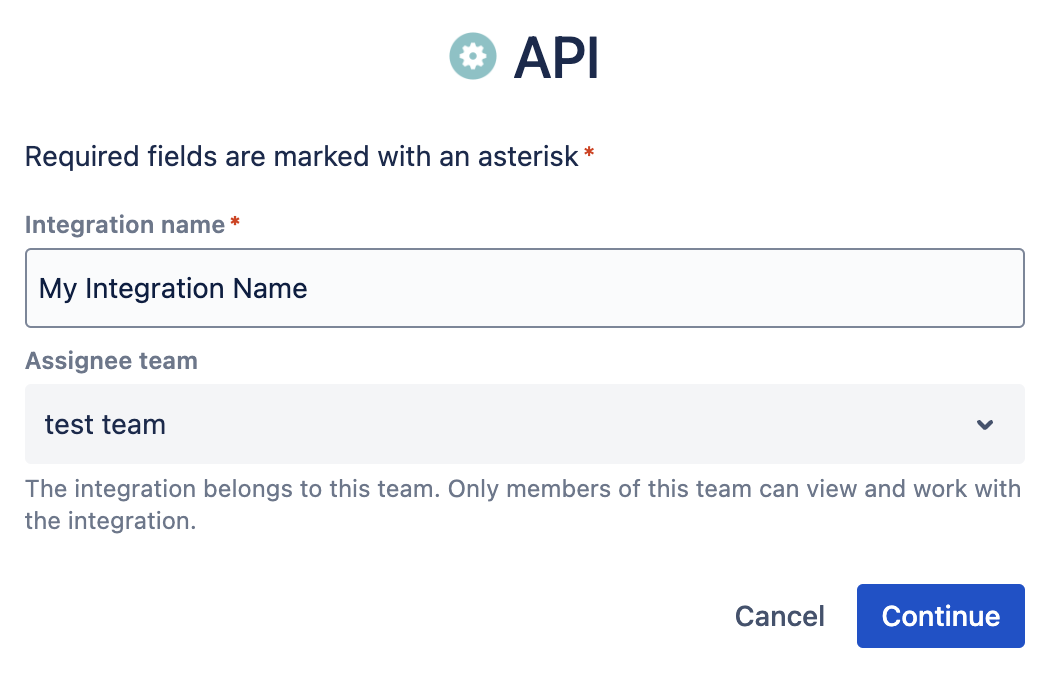 API
Required fields are marked with an asterisk *
Integration name *
My Integration Name
Assignee team
test team
The integration belongs to this team. Only members of this team can view and work with
the integration.
Cancel
Continue